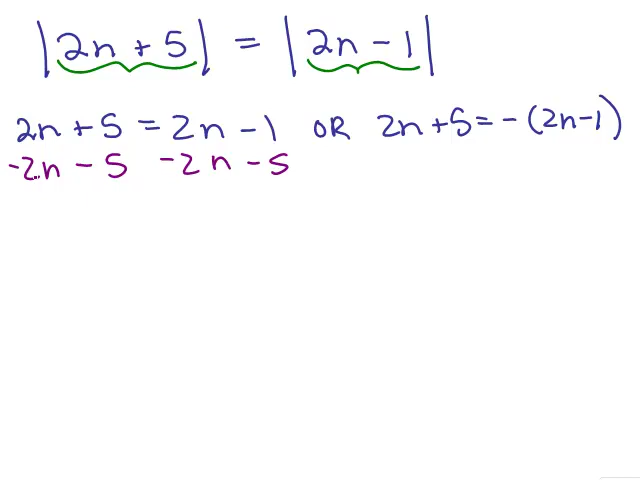 |2n + 5| = |2n - 1|
2n + 5 = 2n - 1 OR 2n + 5 = - (2n - 1)
-2n - 5 -2n - 5